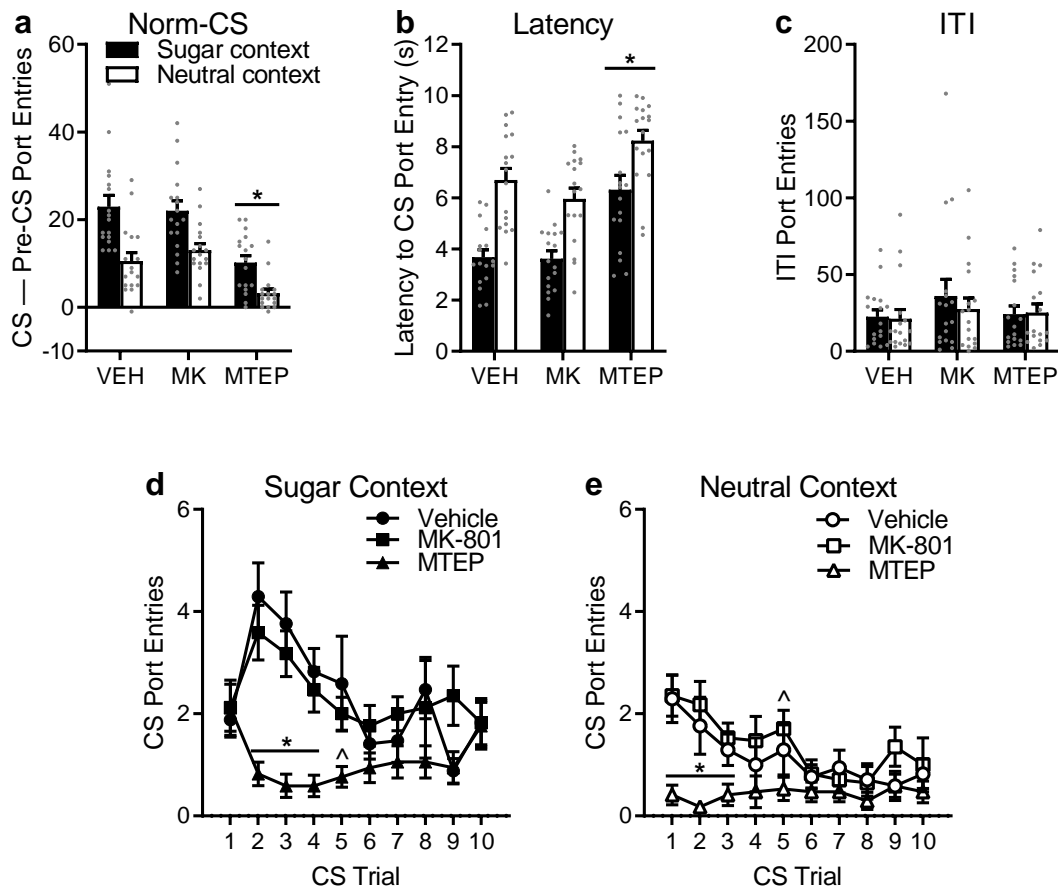 a Norm-CS
60
40
20
0
-10
CS — Pre-CS Port Entries
Sugar context
Neutral context
*
VEH MK MTEP
b Latency
12
10
8
6
4
2
0
Latency to CS Port Entry (s)
*
VEH MK MTEP
c ITI
200
150
100
50
0
ITI Port Entries
VEH MK MTEP
d Sugar Context
6
4
2
0
CS Port Entries
Vehicle
MK-801
MTEP
* ^
1 2 3 4 5 6 7 8 9 10
CS Trial
e Neutral Context
6
4
2
0
CS Port Entries
Vehicle
MK-801
MTEP
^
*
1 2 3 4 5 6 7 8 9 10
CS Trial